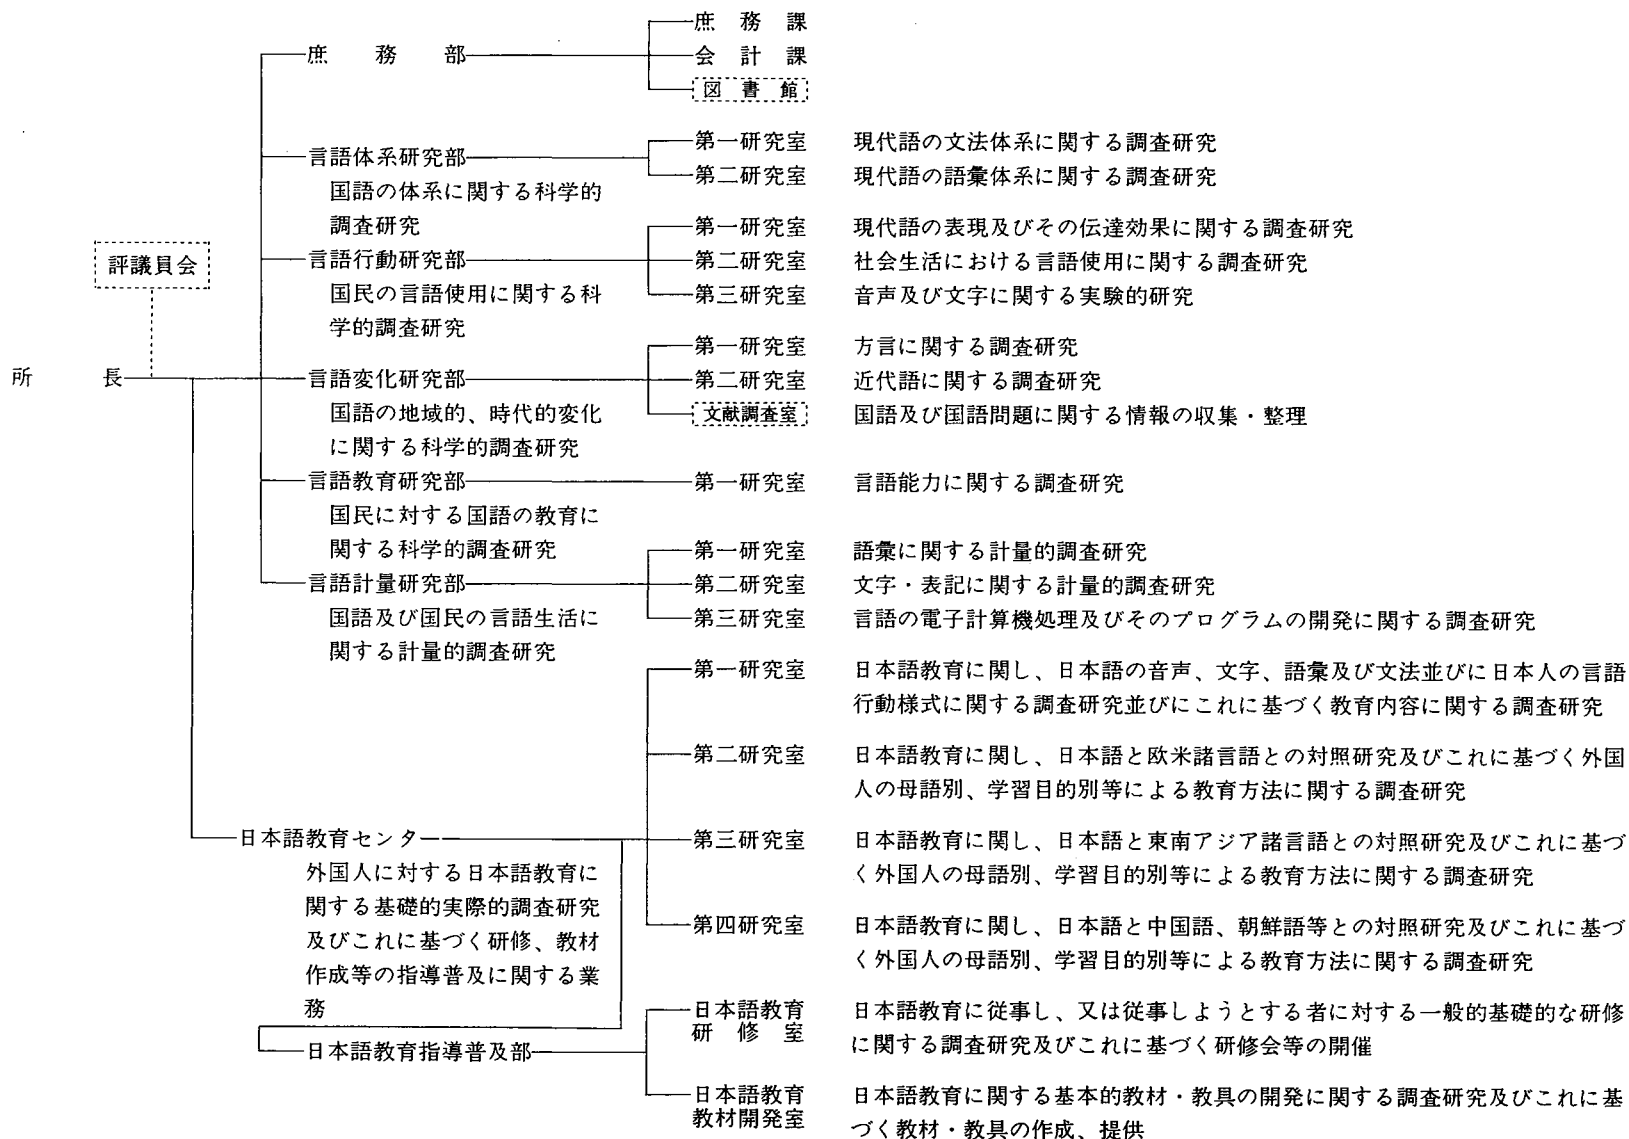 庶務課
庶務部
会計課
図書館
言語体系研究部
国語の体系に関する科学的
調査研究
第一研究室 現代語の文法体系に関する調査研究
第二研究室 現代語の語彙体系に関する調査研究
評議員会
言語行動研究部
国民の言語使用に関する科
学的調査研究
第一研究室 現代語の表現及びその伝達効果に関する調査研究
第二研究室 社会生活における言語使用に関する調査研究
第三研究室 音声及び文字に関する実験的研究
所長
言語変化研究部
国語の地域的、時代的変化
に関する科学的調査研究
第一研究室 方言に関する調査研究
第二研究室 近代語に関する調査研究
文献調査室 国語及び国語問題に関する情報の収集・整理
言語教育研究部
国民に対する国語の教育に
関する科学的調査研究
第一研究室 言語能力に関する調査研究
言語計量研究部
国語及び国民の言語生活に
関する計量的調査研究
第一研究室 語彙に関する計量的調査研究
第二研究室 文字・表記に関する計量的調査研究
第三研究室 言語の電子計算機処理及びそのプログラムの開発に関する調査研究
日本語教育センター
外国人に対する日本語教育に
関する基礎的実際的調査研究
及びこれに基づく研修、教材
作成等の指導普及に関する業
務
第一研究室 日本語教育に関し、日本語の音声、文字、語彙及び文法並びに日本人の言語
行動様式に関する調査研究並びにこれに基づく教育内容に関する調査研究
第二研究室 日本語教育に関し、日本語と欧米諸言語との対照研究及びこれに基づく外国
人の母語別、学習目的別等による教育方法に関する調査研究
第三研究室 日本語教育に関し、日本語と東南アジア諸言語との対照研究及びこれに基づ
く外国人の母語別、学習目的別等による教育方法に関する調査研究
第四研究室 日本語教育に関し、日本語と中国語、朝鮮語等との対照研究及びこれに基づ
く外国人の母語別、学習目的別等による教育方法に関する調査研究
日本語教育指導普及部
日本語教育
研修室
日本語教育に従事し、又は従事しようとする者に対する一般的基礎的な研修
に関する調査研究及びこれに基づく研修会等の開催
日本語教育
教材開発室
日本語教育に関する基本的教材・教具の開発に関する調査研究及びこれに基
づく教材・教具の作成、提供